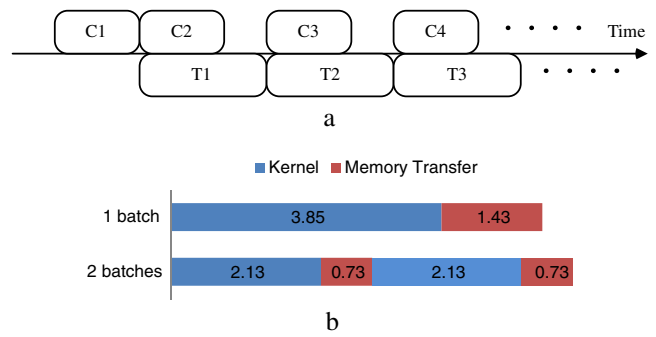 C1 C2 C3 C4 . . . . Time
T1 T2 T3 . . . .
a
Kernel Memory Transfer
1 batch 3.85 1.43
2 batches 2.13 0.73 2.13 0.73
b